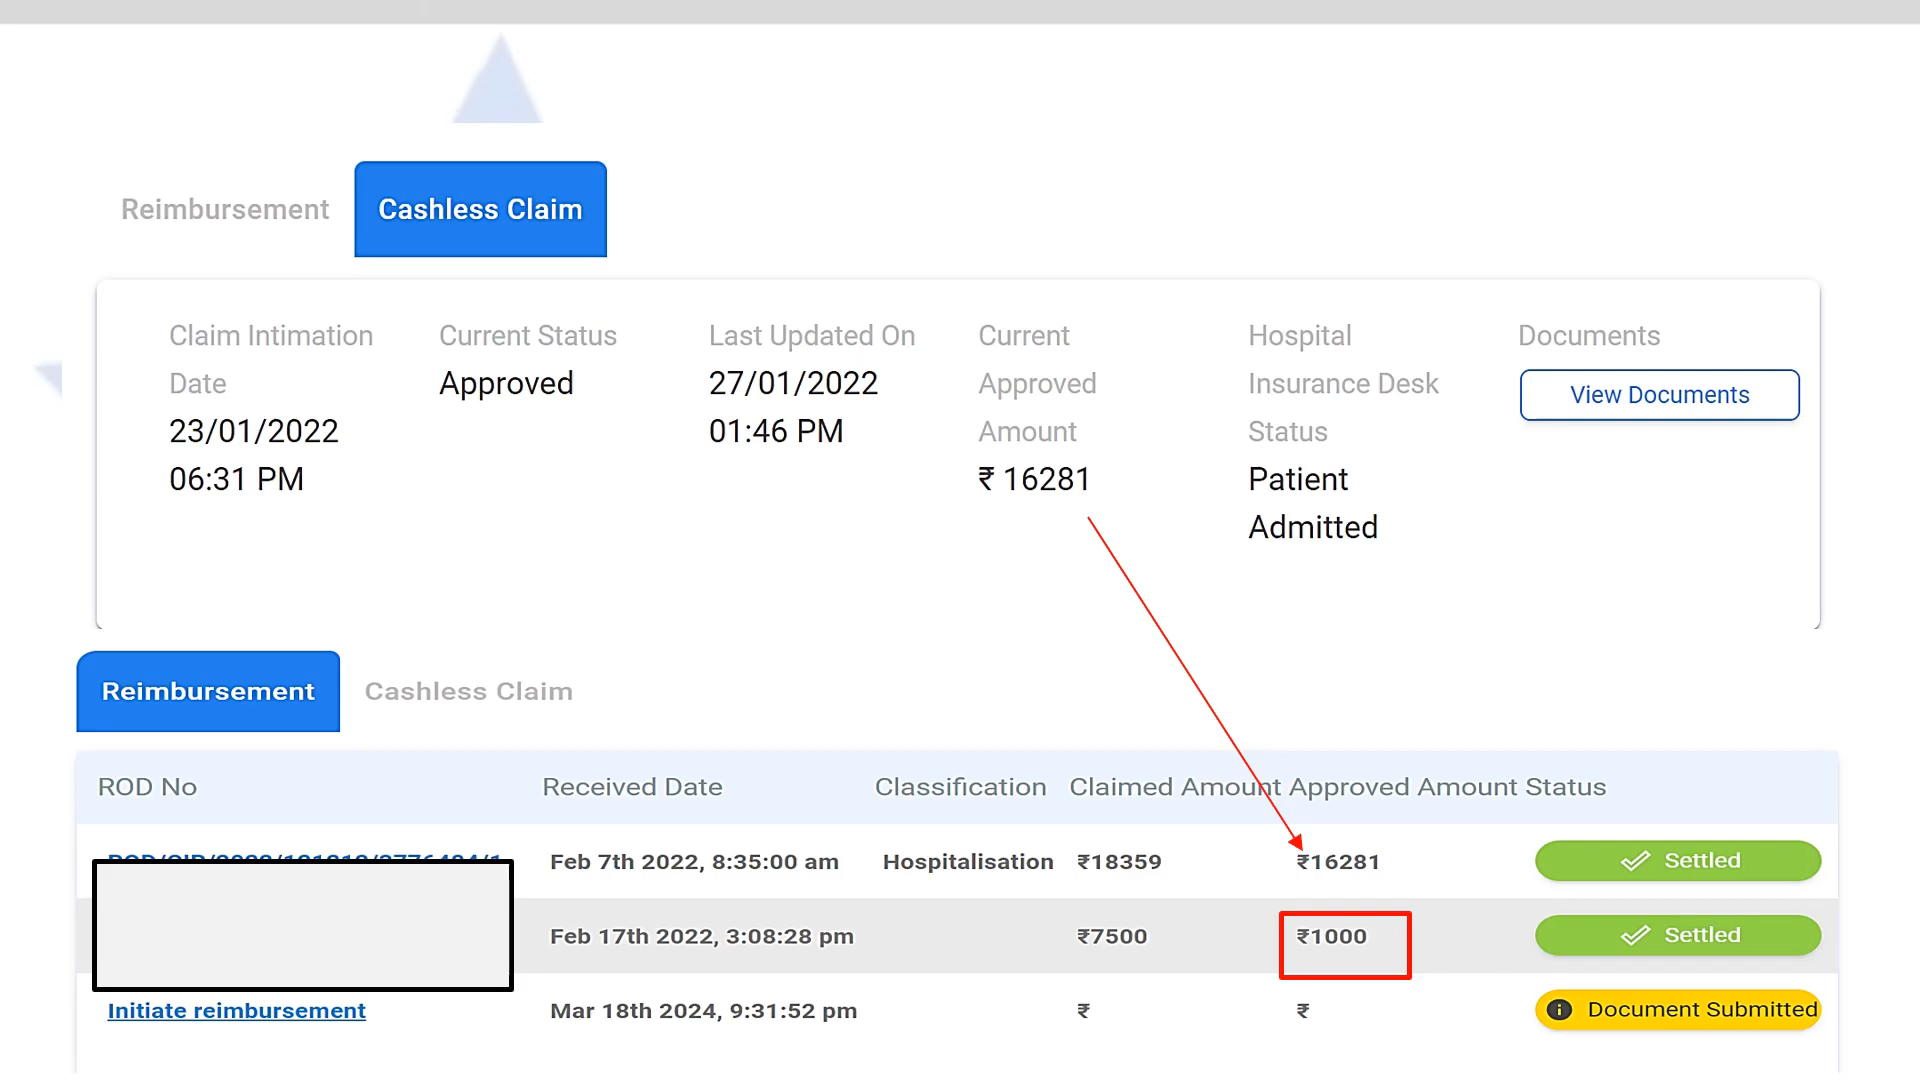 Reimbursement Cashless Claim
Claim Intimation Date
23/01/2022
06:31 PM
Current Status
Approved
Last Updated On
27/01/2022
01:46 PM
Current
Approved
Amount
₹ 16281
Hospital
Insurance Desk
Status
Patient
Admitted
Documents
View Documents
Reimbursement Cashless Claim
ROD No Received Date Classification Claimed Amount Approved Amount Status
Feb 7th 2022, 8:35:00 am Hospitalisation ₹18359 ₹16281 Settled
Feb 17th 2022, 3:08:28 pm ₹7500 ₹1000 Settled
Initiate reimbursement Mar 18th 2024, 9:31:52 pm ₹ ₹ Document Submitted